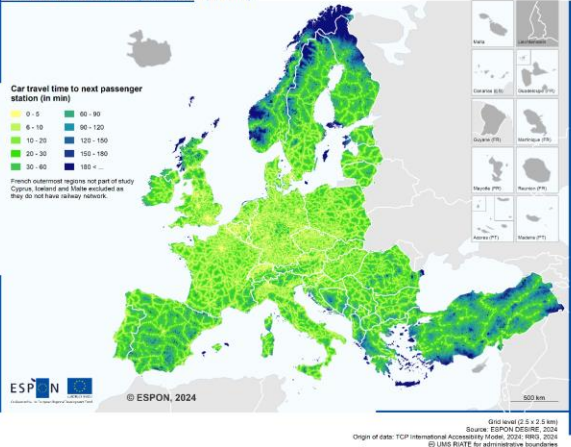 Car travel time to next passenger
station (in min)
0 - 5
6 - 10
10 - 20
20 - 30
30 - 60
60 - 90
90 - 120
120 - 150
150 - 180
180 < ...
French outermost regions not part of study
Cyprus, Iceland and Malte excluded as
they do not have railway network.
Malta
Liechtenstein
Canarias (ES)
Guadeloupe (FR)
Guyane (FR)
Martinique (FR)
Mayotte (FR)
Reunion (FR)
Azores (PT)
Madeira (PT)
ESPON
© ESPON, 2024
500 km
Grid level (2.5 x 2.5 km)
Source: ESPON DESIRE, 2024
Origin of data: TCP International Accessibility Model, 2024; RRG, 2024
UMS RIATE for administrative boundaries